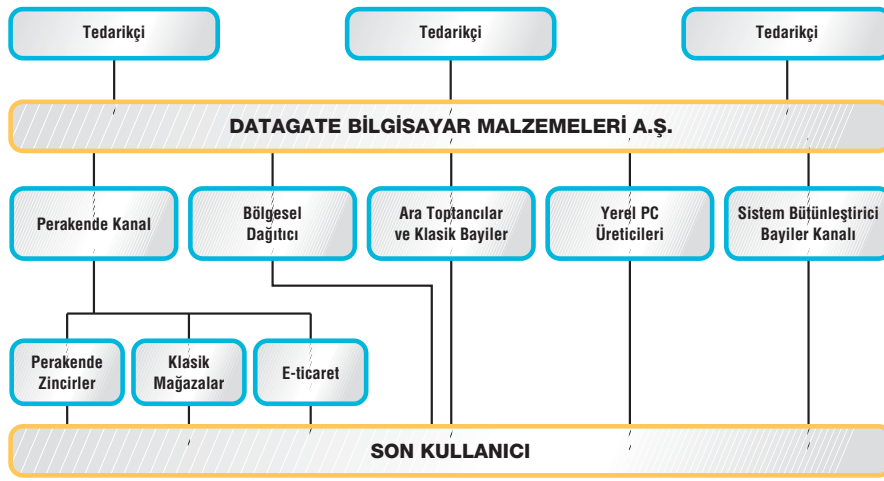 Tedarikçi
Tedarikçi
Tedarikçi
DATAGATE BİLGİSAYAR MALZEMELERİ A.Ş.
Perakende Kanal
Bölgesel
Dağıtıcı
Ara Toptancılar
ve Klasik Bayiler
Yerel PC
Üreticileri
Sistem Bütünleştirici
Bayiler Kanalı
Perakende
Zincirler
Klasik
Mağazalar
E-ticaret
SON KULLANICI